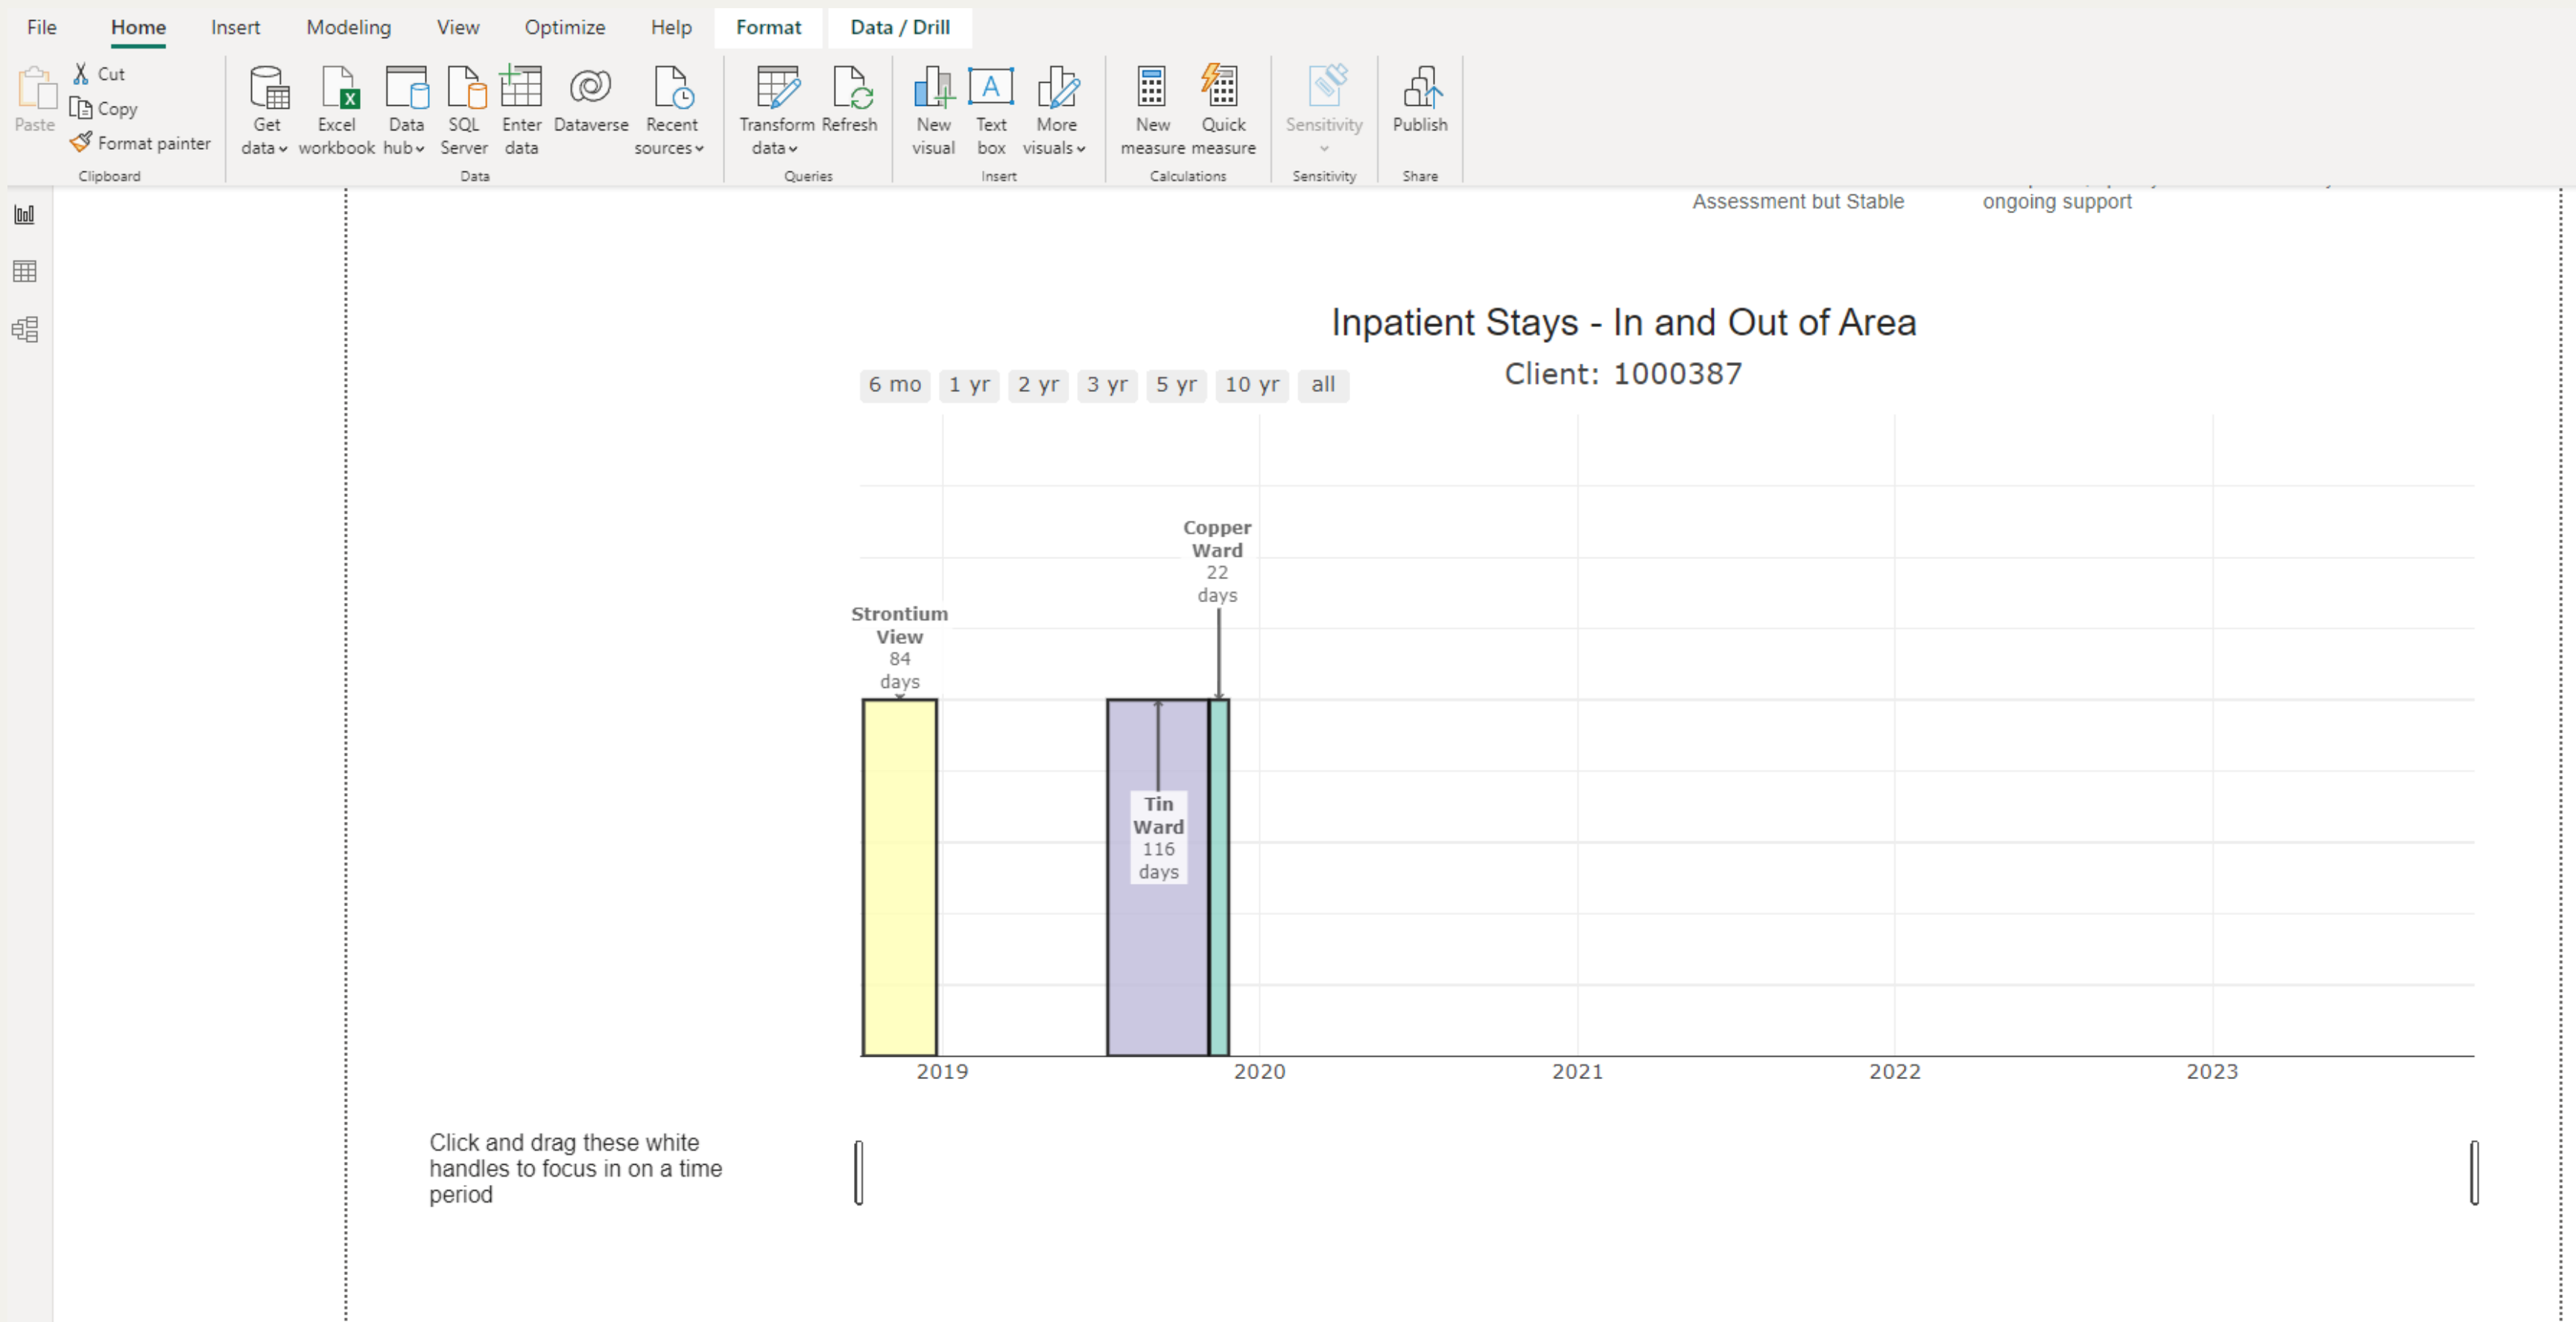 File Home Insert Modeling View Optimize Help Format Data / Drill
Paste
Cut
Copy
Format painter
Clipboard
Get data
Excel workbook
Data hub
SQL Server
Enter data
Dataverse
Recent sources
Data
Transform data
Refresh
Queries
New visual
Text box
More visuals
Insert
New measure
Quick measure
Calculations
Sensitivity
Sensitivity
Publish
Share
Assessment but Stable
ongoing support
Inpatient Stays - In and Out of Area
Client: 1000387
6 mo 1 yr 2 yr 3 yr 5 yr 10 yr all
Copper
Ward
22
days
Strontium
View
84
days
Tin
Ward
116
days
2019 2020 2021 2022 2023
Click and drag these white
handles to focus in on a time
period